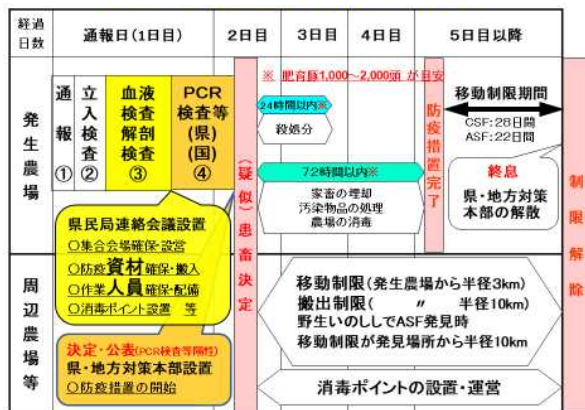 経過
日数
通報日(1日目)
2日目
3日目
4日目
5日目以降
発生農場
通報①
立入検査②
血液検査
解剖検査
③
PCR
検査等
(県)
(国)
④
※ 肥育豚1,000~2,000頭 が目安
24時間以内※
殺処分
72時間以内※
家畜の埋却
汚染物品の処理
農場の消毒
(疑似)患畜決定
防疫措置完了
移動制限期間
CSF:28日間
ASF:22日間
終息
県・地方対策
本部の解散
制限解除
県民局連絡会議設置
○集合会場確保・設営
○防疫資材確保・搬入
○作業人員確保・配備
○消毒ポイント設置 等
周辺農場等
決定・公表(PCR検査等陽性)
県・地方対策本部設置
○防疫措置の開始
移動制限(発生農場から半径3km)
搬出制限( 〃 半径10km)
野生いのししでASF発見時
移動制限が発見場所から半径10km
消毒ポイントの設置・運営